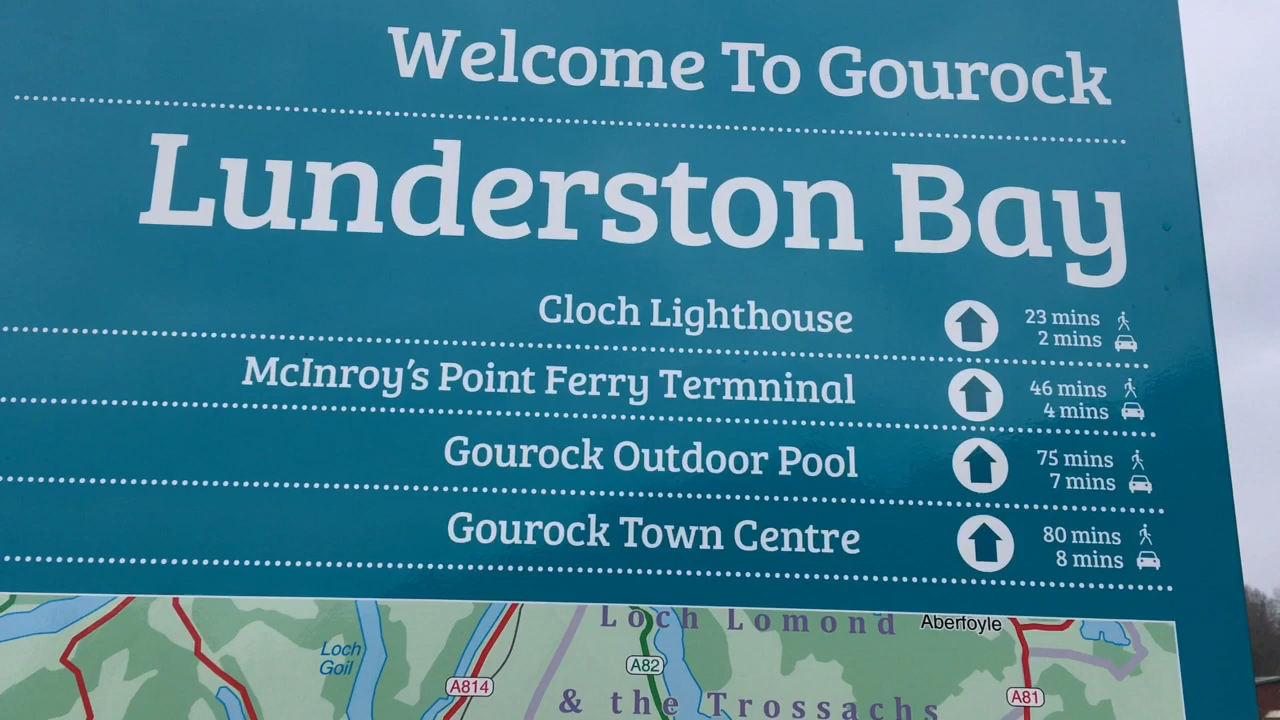 Welcome To Gourock
Lunderston Bay
Cloch Lighthouse 23 mins
2 mins
McInroy's Point Ferry Termninal 46 mins
4 mins
Gourock Outdoor Pool 75 mins
7 mins
Gourock Town Centre 80 mins
8 mins
Loch Lomond
Aberfoyle
Loch
Goil
A82
A814
A81
& the Trossachs